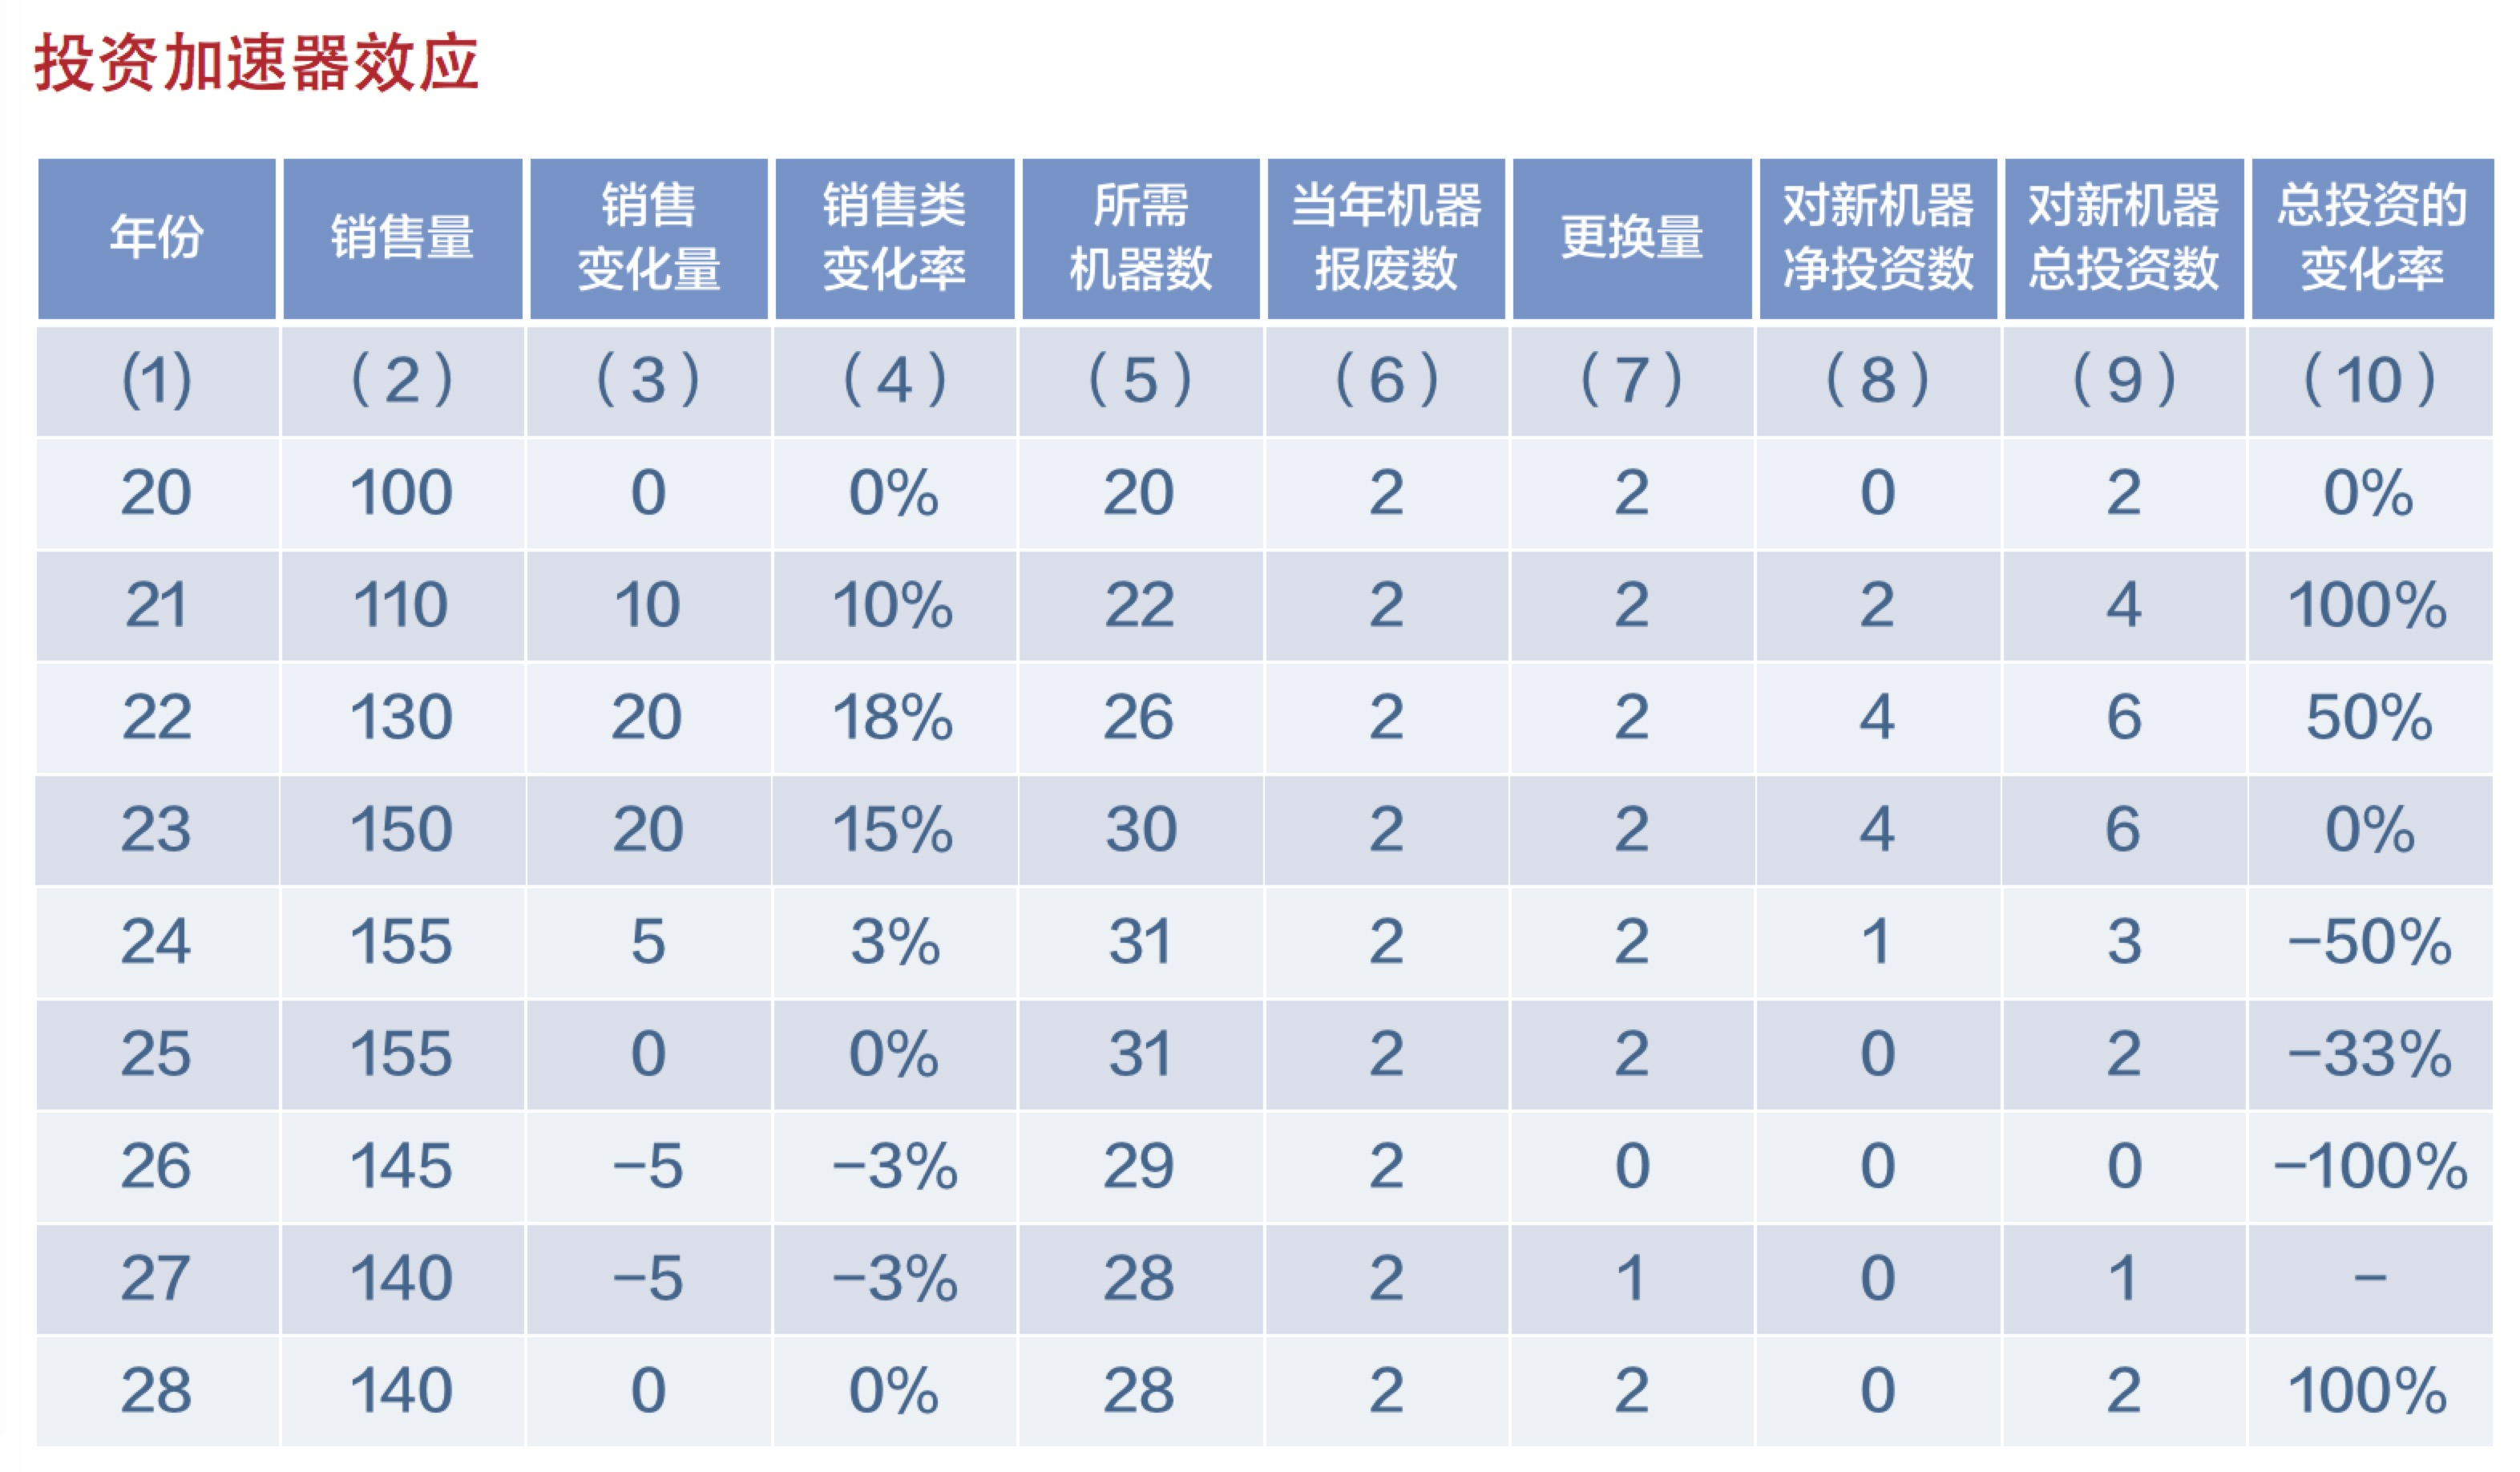 投资加速器效应
年份 销售量 销售变化量 销售类变化率 所需机器数 当年机器报废数 更换量 对新机器净投资数 对新机器总投资数 总投资的变化率
(1) (2) (3) (4) (5) (6) (7) (8) (9) (10)
20 100 0 0% 20 2 2 0 2 0%
21 110 10 10% 22 2 2 2 4 100%
22 130 20 18% 26 2 2 4 6 50%
23 150 20 15% 30 2 2 4 6 0%
24 155 5 3% 31 2 2 1 3 −50%
25 155 0 0% 31 2 2 0 2 −33%
26 145 −5 −3% 29 2 0 0 0 −100%
27 140 −5 −3% 28 2 1 0 1 −
28 140 0 0% 28 2 2 0 2 100%